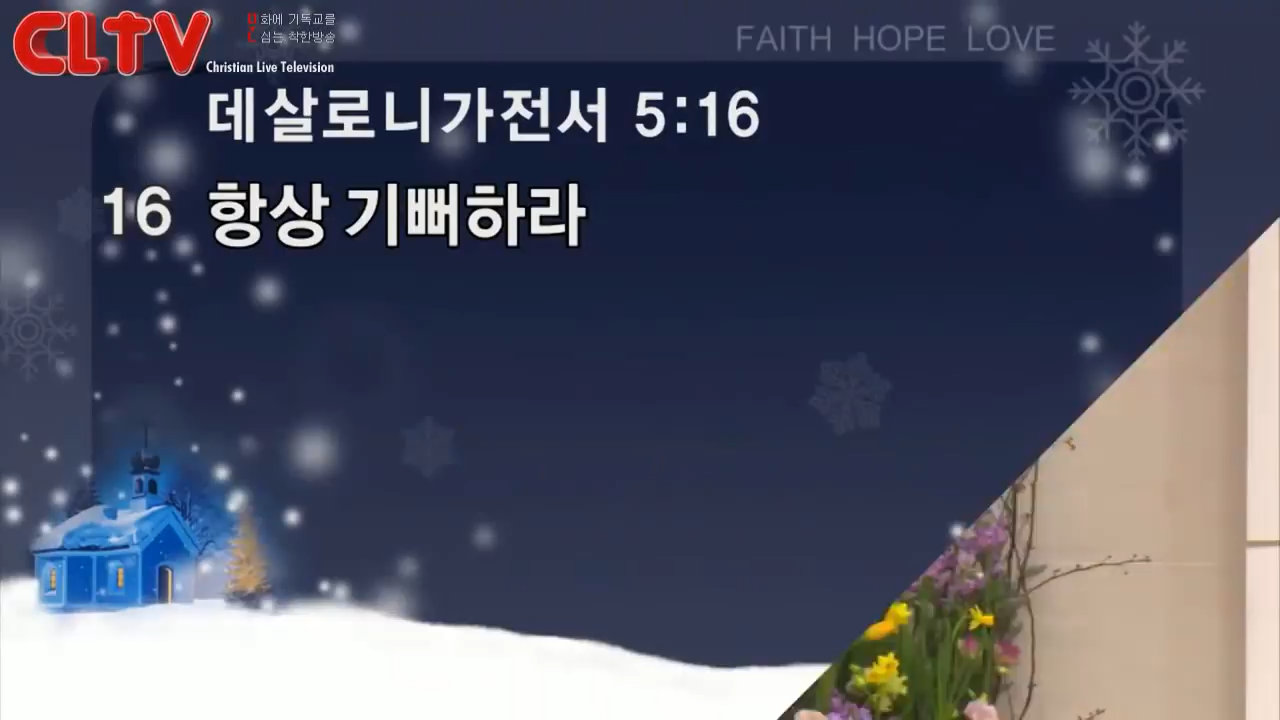 CLTV
화에 기독교를
심는 착한방송
Christian Live Television
FAITH HOPE LOVE
데살로니가전서 5:16
16 항상 기뻐하라